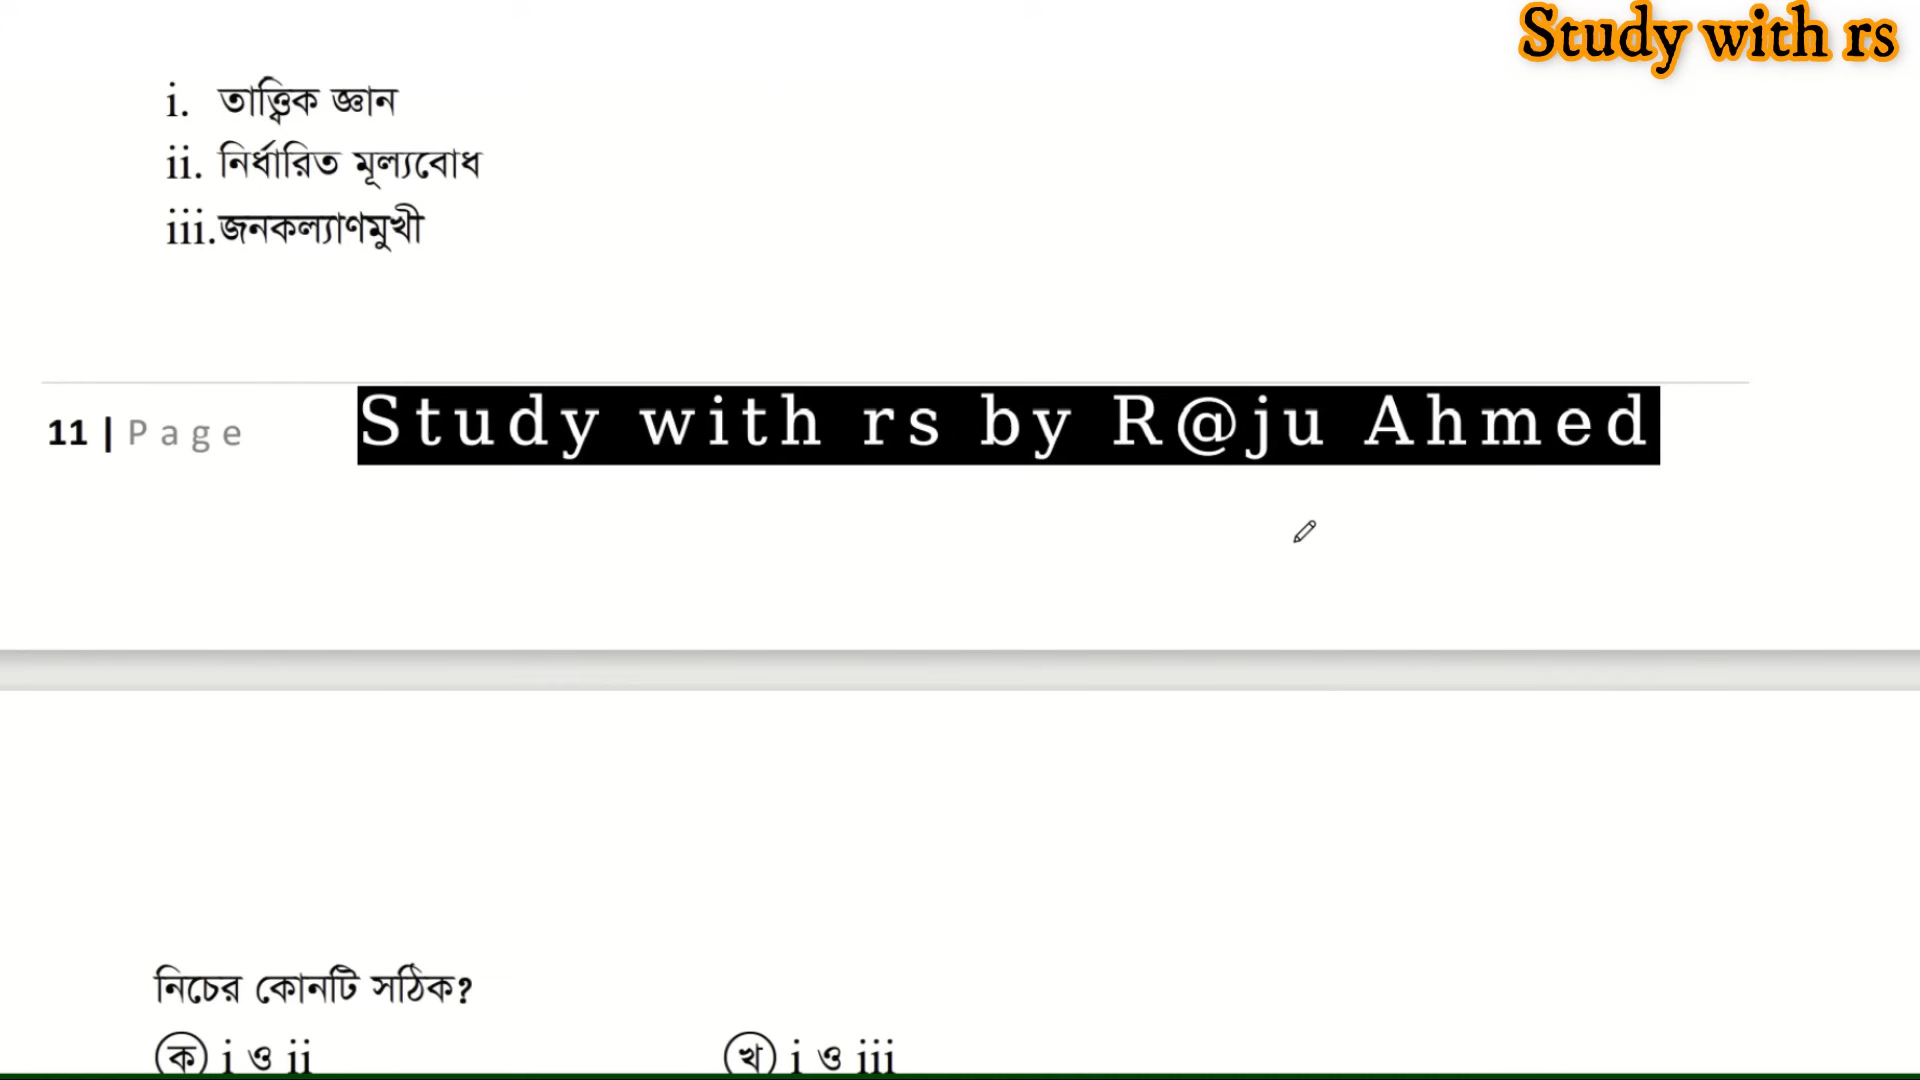 Study with rs
i. তাত্ত্বিক জ্ঞান
ii. নির্ধারিত মূল্যবোধ
iii.জনকল্যাণমুখী
11 | Page
Study with rs by R@ju Ahmed
নিচের কোনটি সঠিক?
ক i ও ii খ i ও iii